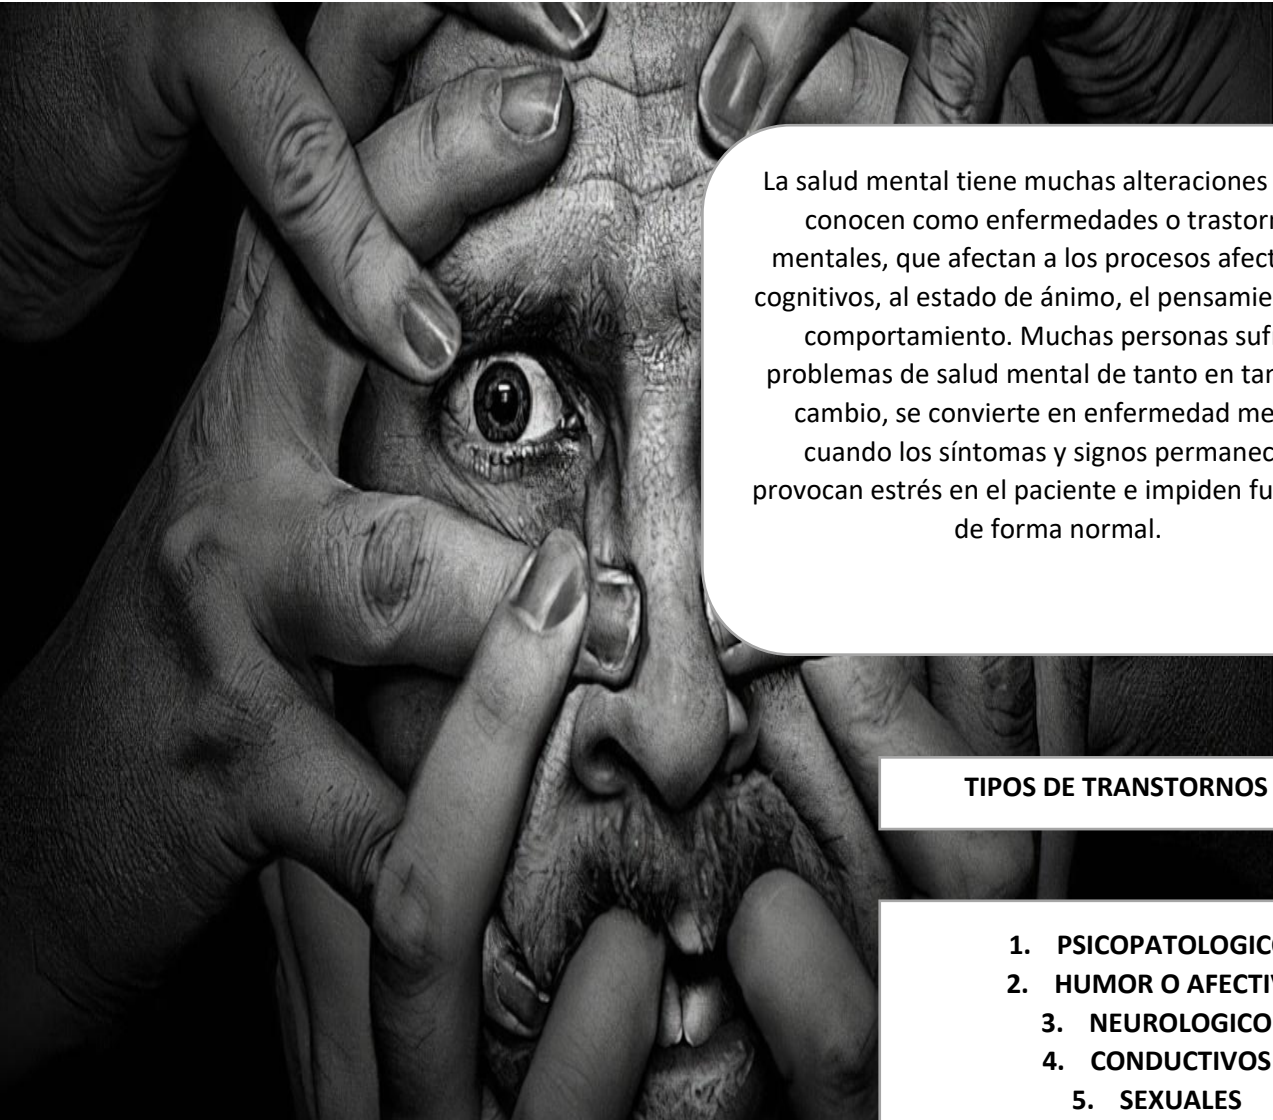 La salud mental tiene muchas alteraciones
conocen como enfermedades o trastor
mentales, que afectan a los procesos afect
cognitivos, al estado de ánimo, el pensamie
comportamiento. Muchas personas suf
problemas de salud mental de tanto en tan
cambio, se convierte en enfermedad me
cuando los síntomas y signos permanec
provocan estrés en el paciente e impiden fu
de forma normal.
TIPOS DE TRANSTORNOS
1. PSICOPATOLOGICO
2. HUMOR O AFECTIV
3. NEUROLOGICO
4. CONDUCTIVOS
5. SEXUALES